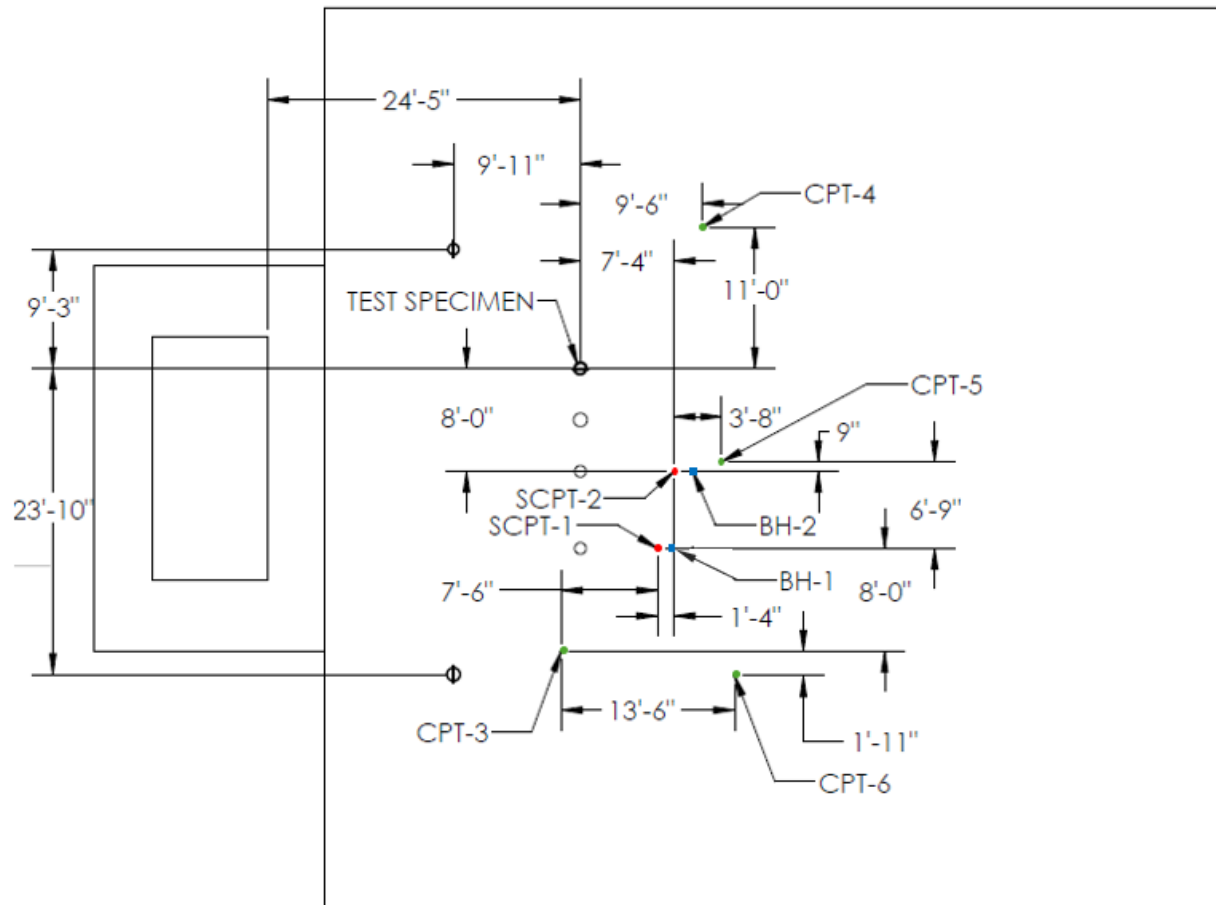 24'-5"
9'-11"
9'-6"
CPT-4
7'-4"
11'-0"
9'-3"
TEST SPECIMEN
CPT-5
8'-0"
3'-8"
9"
SCPT-2
23'-10"
6'-9"
SCPT-1
BH-2
7'-6"
BH-1
8'-0"
1'-4"
13'-6"
CPT-3
1'-11"
CPT-6